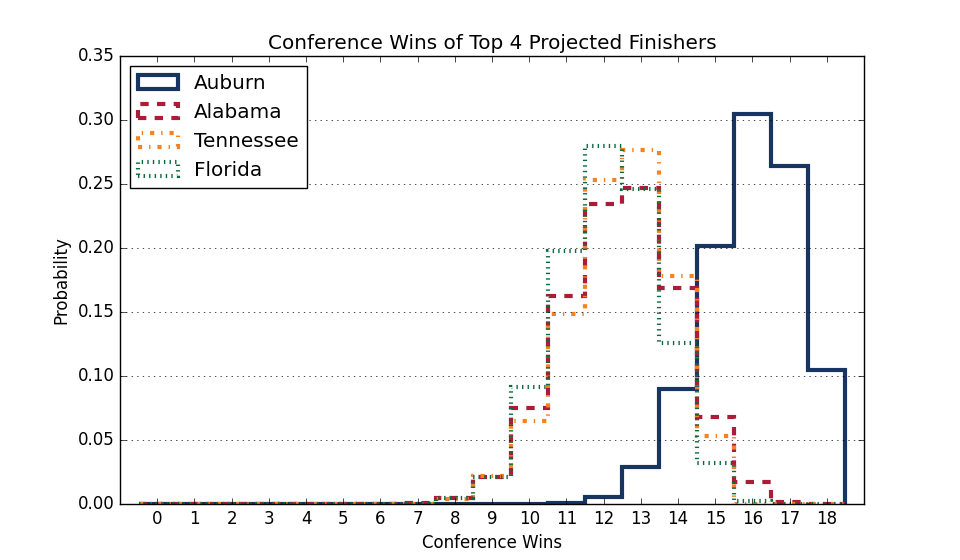 Conference Wins of Top 4 Projected Finishers
0.35
0.30
0.25
0.20
0.15
0.10
0.05
0.00
Probability
Auburn
Alabama
Tennessee
Florida
0 1 2 3 4 5 6 7 8 9 10 11 12 13 14 15 16 17 18
Conference Wins